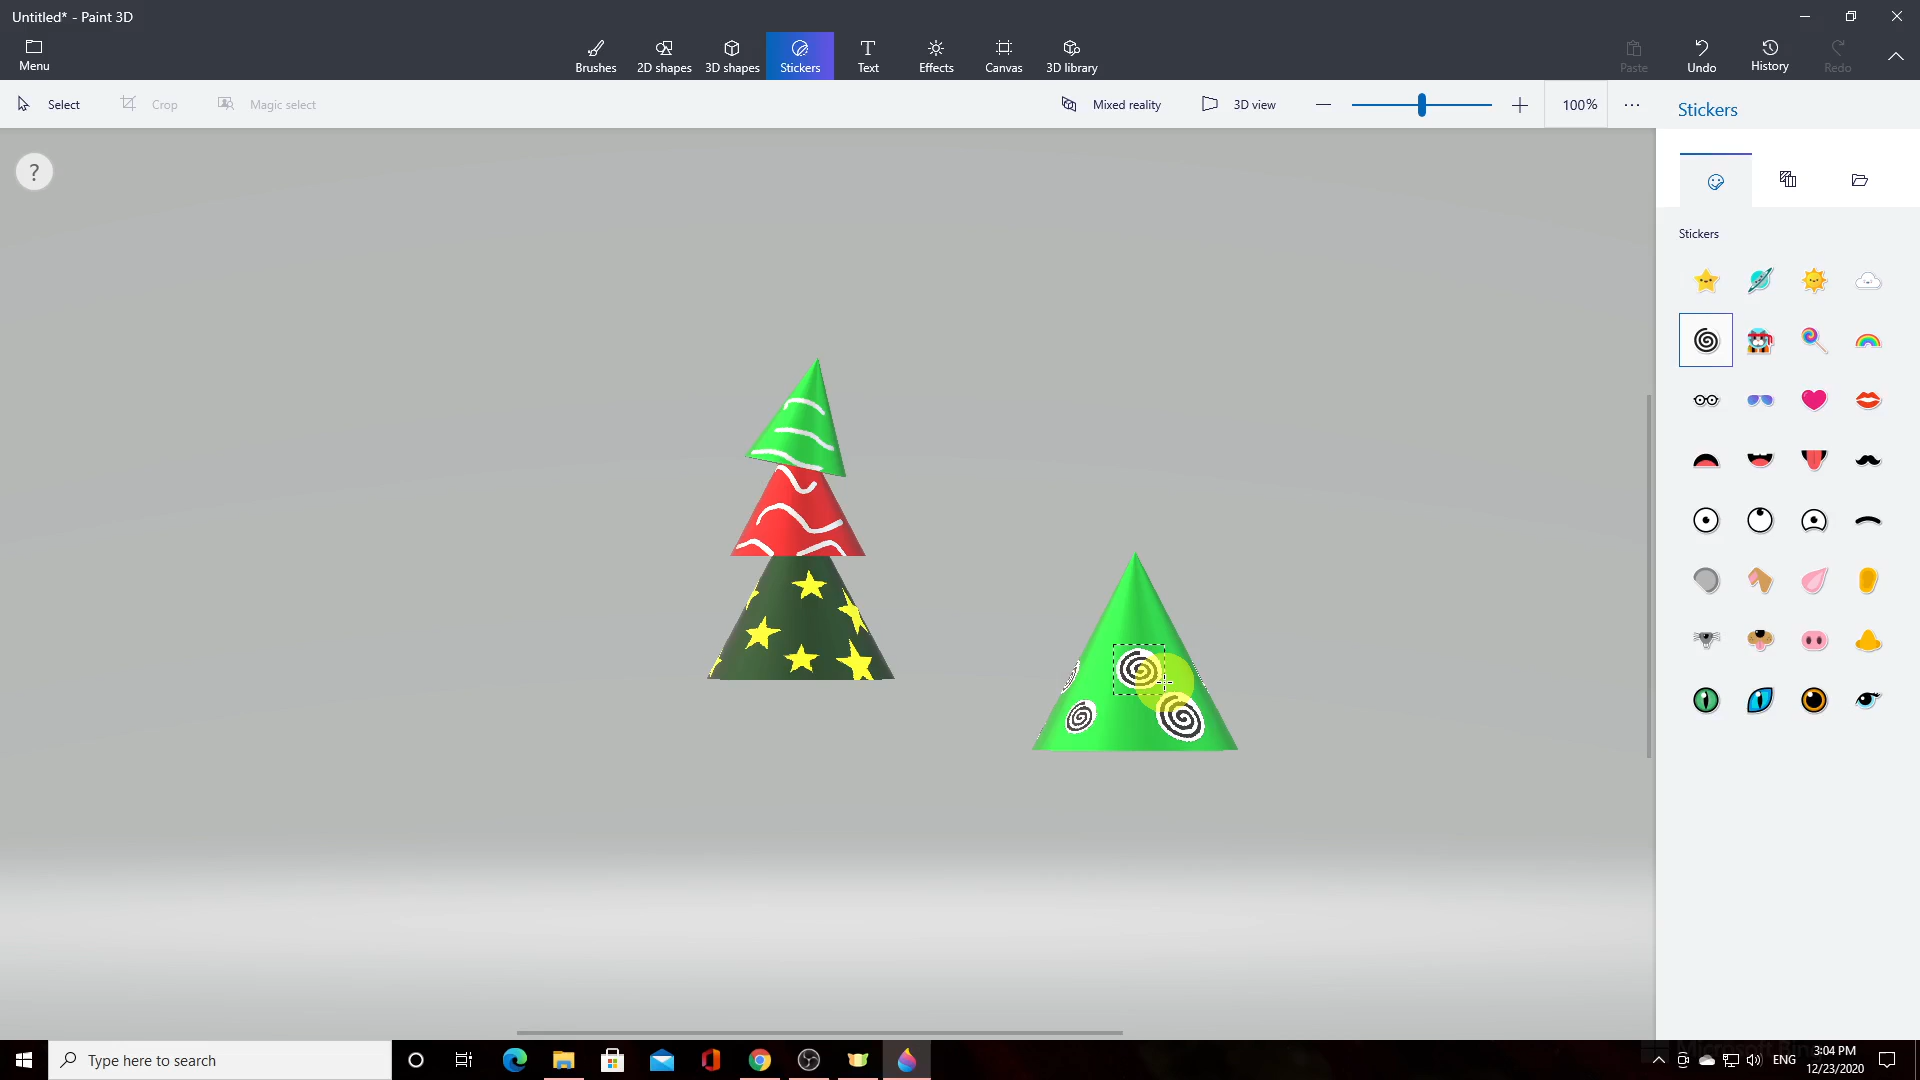 Untitled* - Paint 3D
Menu
Brushes
2D shapes
3D shapes
Stickers
Text
Effects
Canvas
3D library
Paste
Undo
History
Redo
Select
Crop
Magic select
Mixed reality
3D view
100%
Stickers
?
Stickers
Type here to search
Microsoft Bing
ENG
3:04 PM
12/23/2020